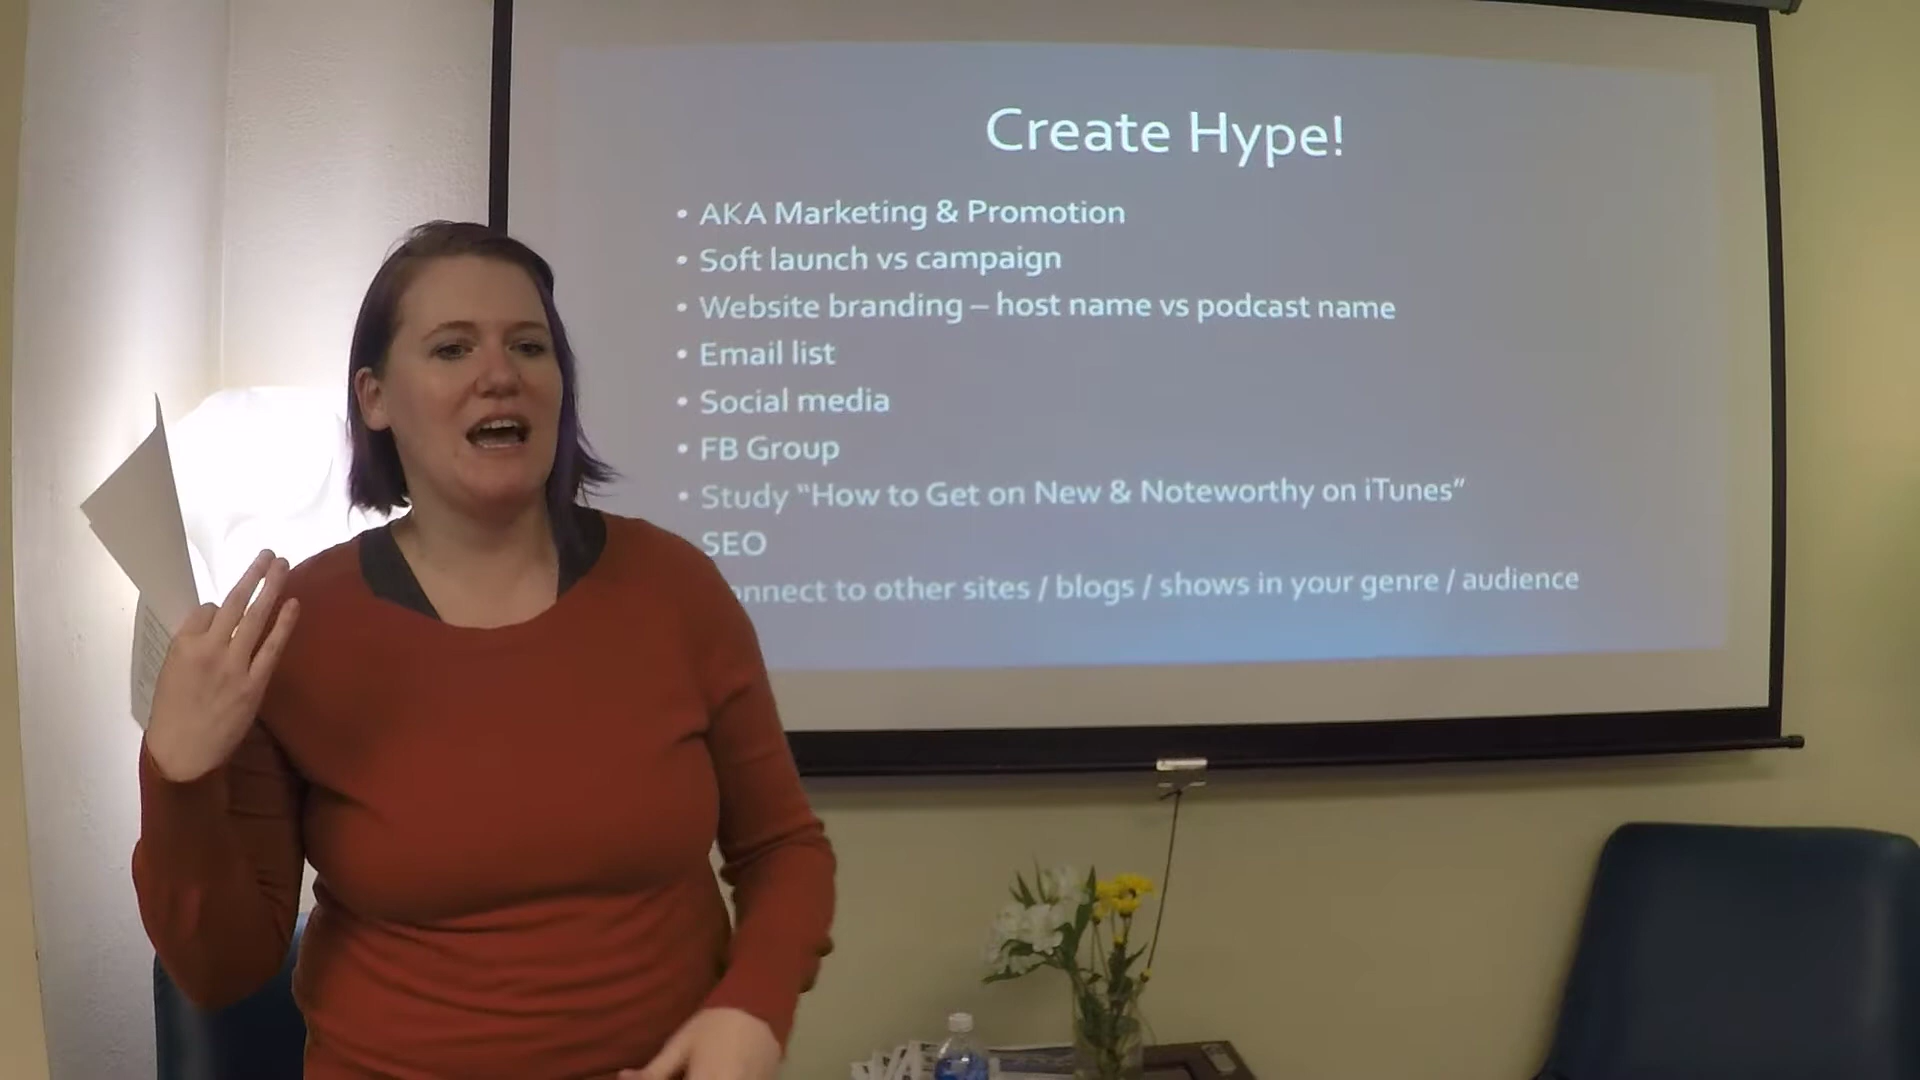 Create Hype!
• AKA Marketing & Promotion
• Soft launch vs campaign
• Website branding – host name vs podcast name
• Email list
• Social media
• FB Group
• Study “How to Get on New & Noteworthy on iTunes”
SEO
to other sites / blogs / shows in your genre / audience